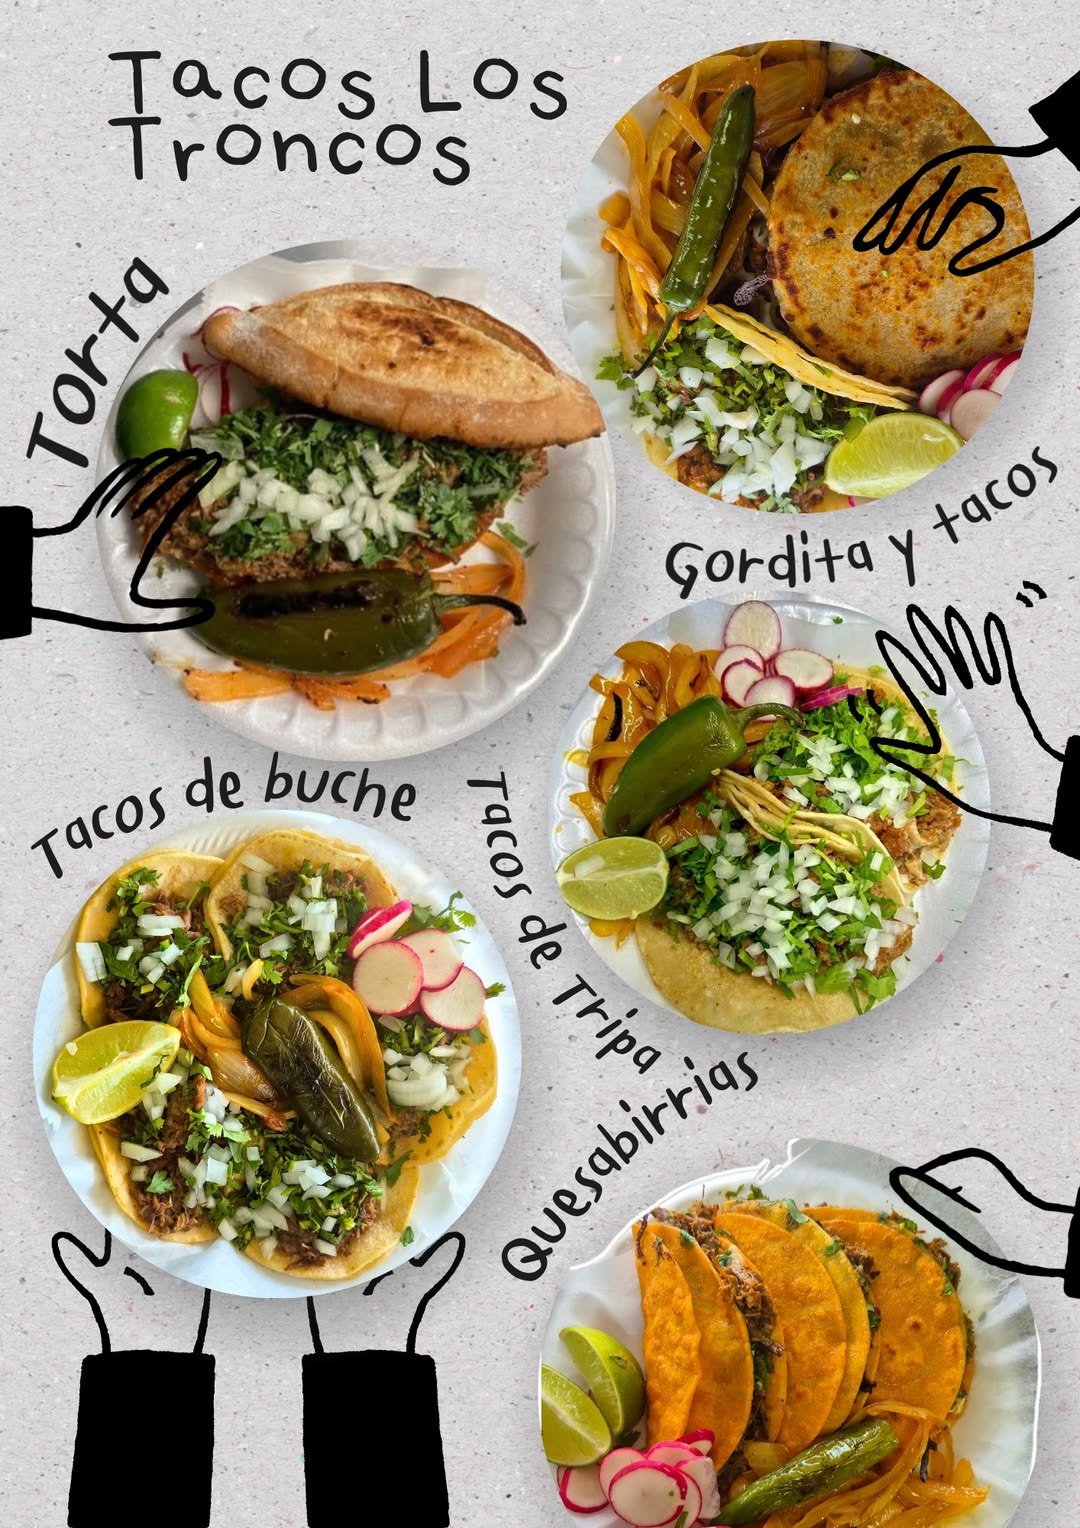 Tacos Los
Troncos
Torta
Gordita y tacos
Tacos de buche
Tacos de Tripa
Quesabirrias